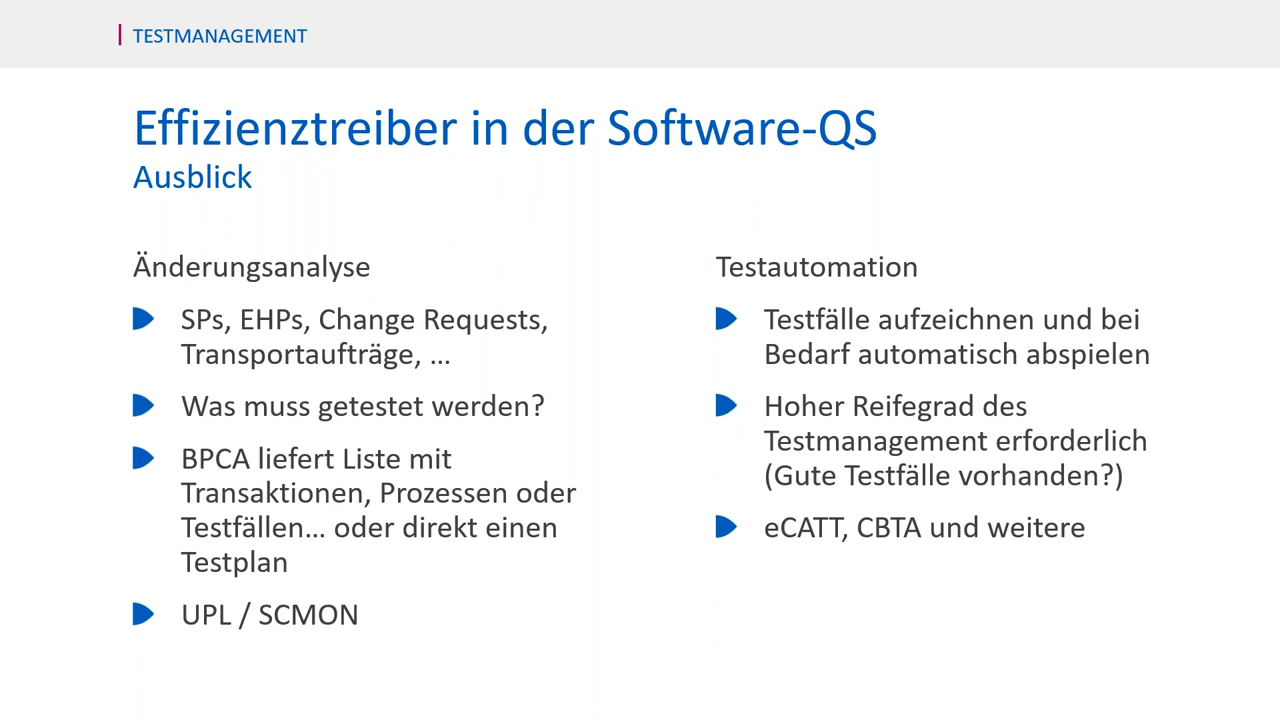 TESTMANAGEMENT
Effizienztreiber in der Software-QS
Ausblick
Änderungsanalyse
SPs, EHPs, Change Requests,
Transportaufträge, ...
Was muss getestet werden?
BPCA liefert Liste mit
Transaktionen, Prozessen oder
Testfällen... oder direkt einen
Testplan
UPL / SCMON
Testautomation
Testfälle aufzeichnen und bei
Bedarf automatisch abspielen
Hoher Reifegrad des
Testmanagement erforderlich
(Gute Testfälle vorhanden?)
eCATT, CBTA und weitere